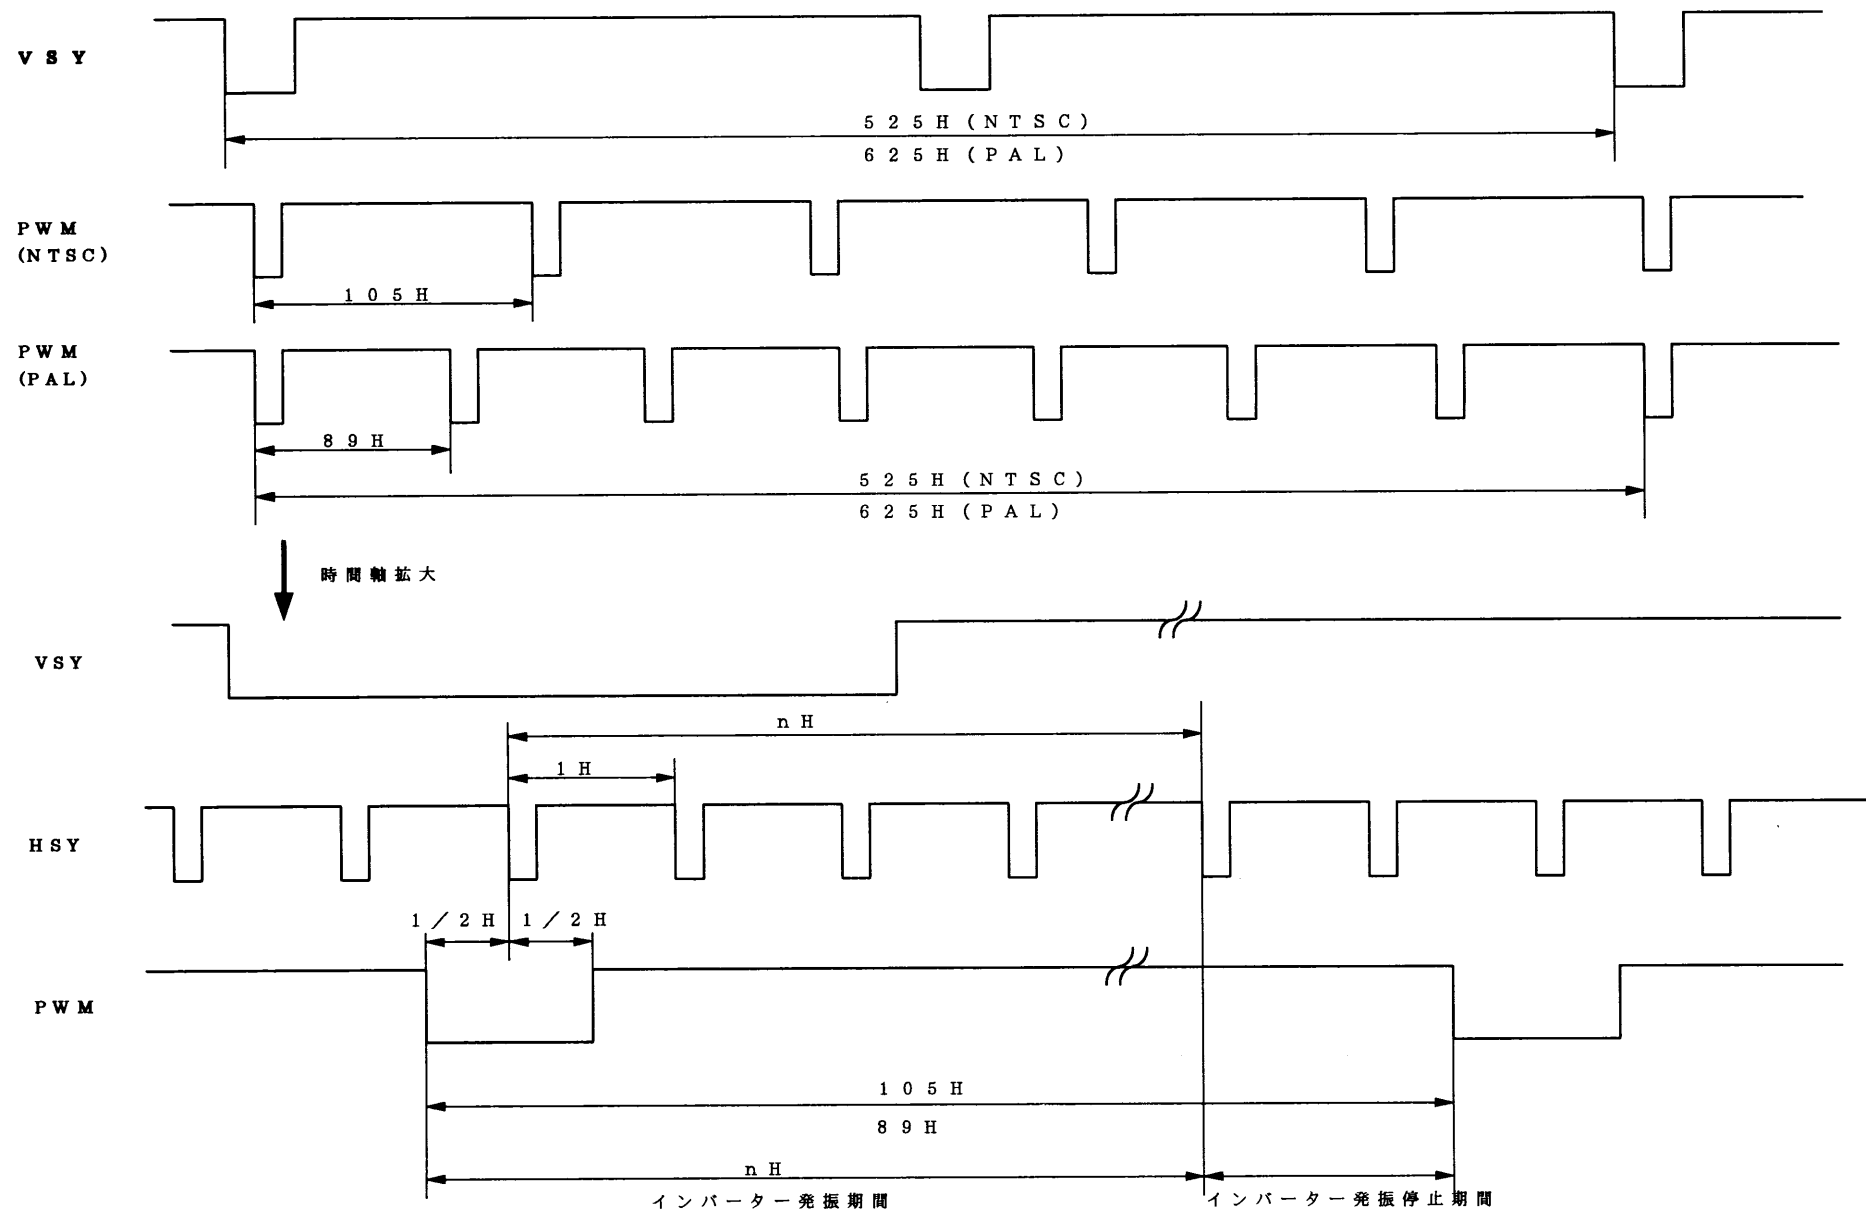 VSY
525H(NTSC)
625H(PAL)
PWM
(NTSC)
105H
PWM
(PAL)
89H
525H(NTSC)
625H(PAL)
時間軸拡大
VSY
nH
1H
HSY
1/2H 1/2H
PWM
105H
89H
nH
インバーター発振期間 インバーター発振停止期間